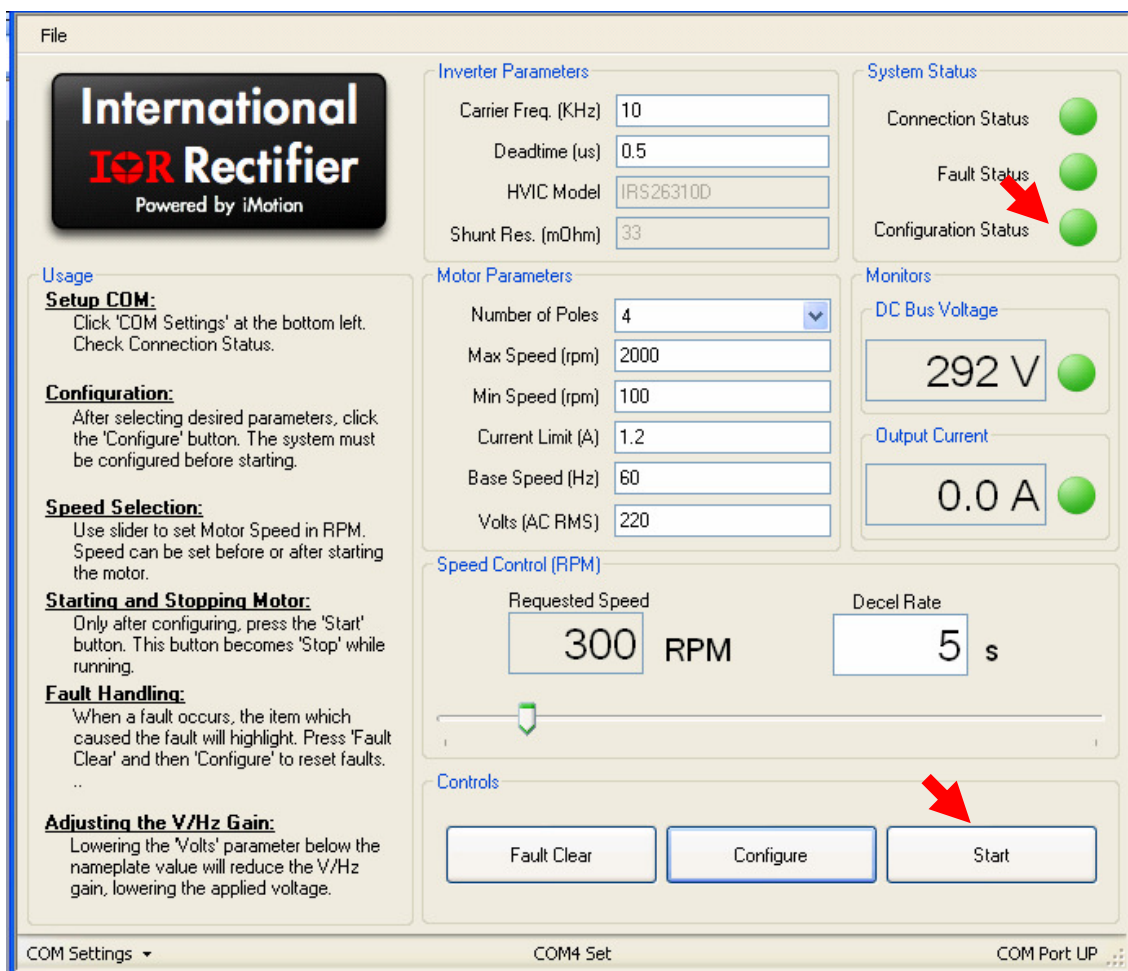 File
International
IOR Rectifier
Powered by iMotion
Usage
Setup COM:
Click 'COM Settings' at the bottom left.
Check Connection Status.
Configuration:
After selecting desired parameters, click
the 'Configure' button. The system must
be configured before starting.
Speed Selection:
Use slider to set Motor Speed in RPM.
Speed can be set before or after starting
the motor.
Starting and Stopping Motor:
Only after configuring, press the 'Start'
button. This button becomes 'Stop' while
running.
Fault Handling:
When a fault occurs, the item which
caused the fault will highlight. Press 'Fault
Clear' and then 'Configure' to reset faults.
..
Adjusting the V/Hz Gain:
Lowering the 'Volts' parameter below the
nameplate value will reduce the V/Hz
gain, lowering the applied voltage.
Inverter Parameters
Carrier Freq. (KHz) 10
Deadtime (us) 0.5
HVIC Model IRS26310D
Shunt Res. (mOhm) 33
Motor Parameters
Number of Poles 4
Max Speed (rpm) 2000
Min Speed (rpm) 100
Current Limit (A) 1.2
Base Speed (Hz) 60
Volts (AC RMS) 220
System Status
Connection Status
Fault Status
Configuration Status
Monitors
DC Bus Voltage
292 V
Output Current
0.0 A
Speed Control (RPM)
Requested Speed
300 RPM
Decel Rate
5 s
Controls
Fault Clear
Configure
Start
COM Settings
COM4 Set
COM Port UP